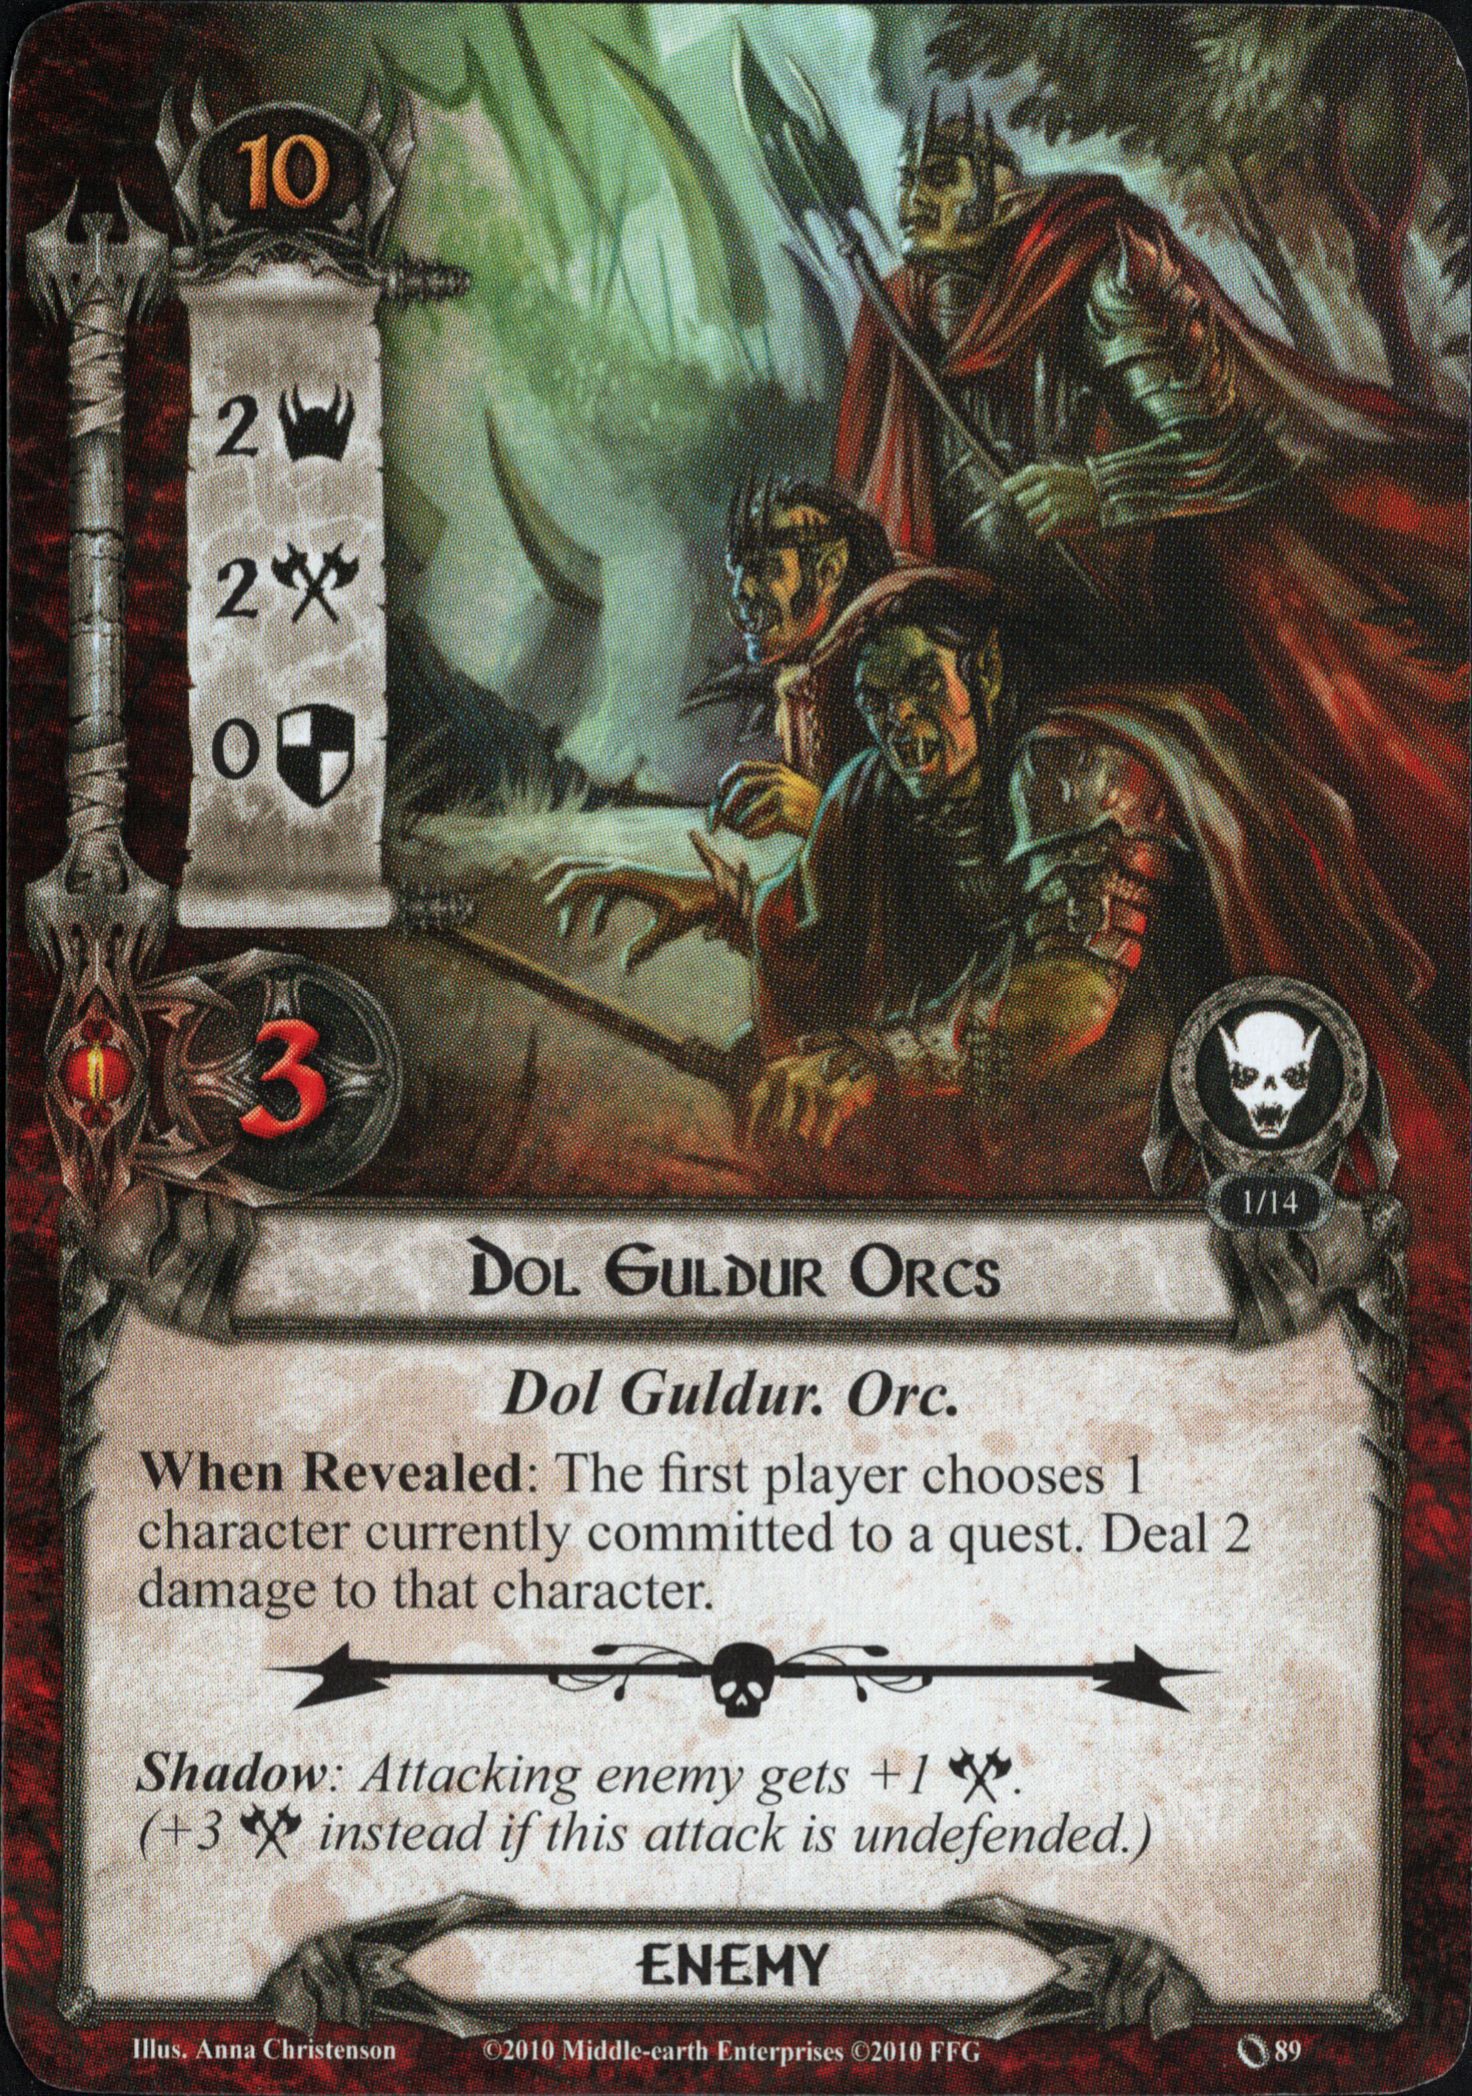 10
2
2
0
3
1/14
Dol Guldur Orcs
Dol Guldur. Orc.
When Revealed: The first player chooses 1
character currently committed to a quest. Deal 2
damage to that character.
Shadow: Attacking enemy gets +1 .
(+3 instead if this attack is undefended.)
ENEMY
Illus. Anna Christenson ©2010 Middle-earth Enterprises ©2010 FFG 89